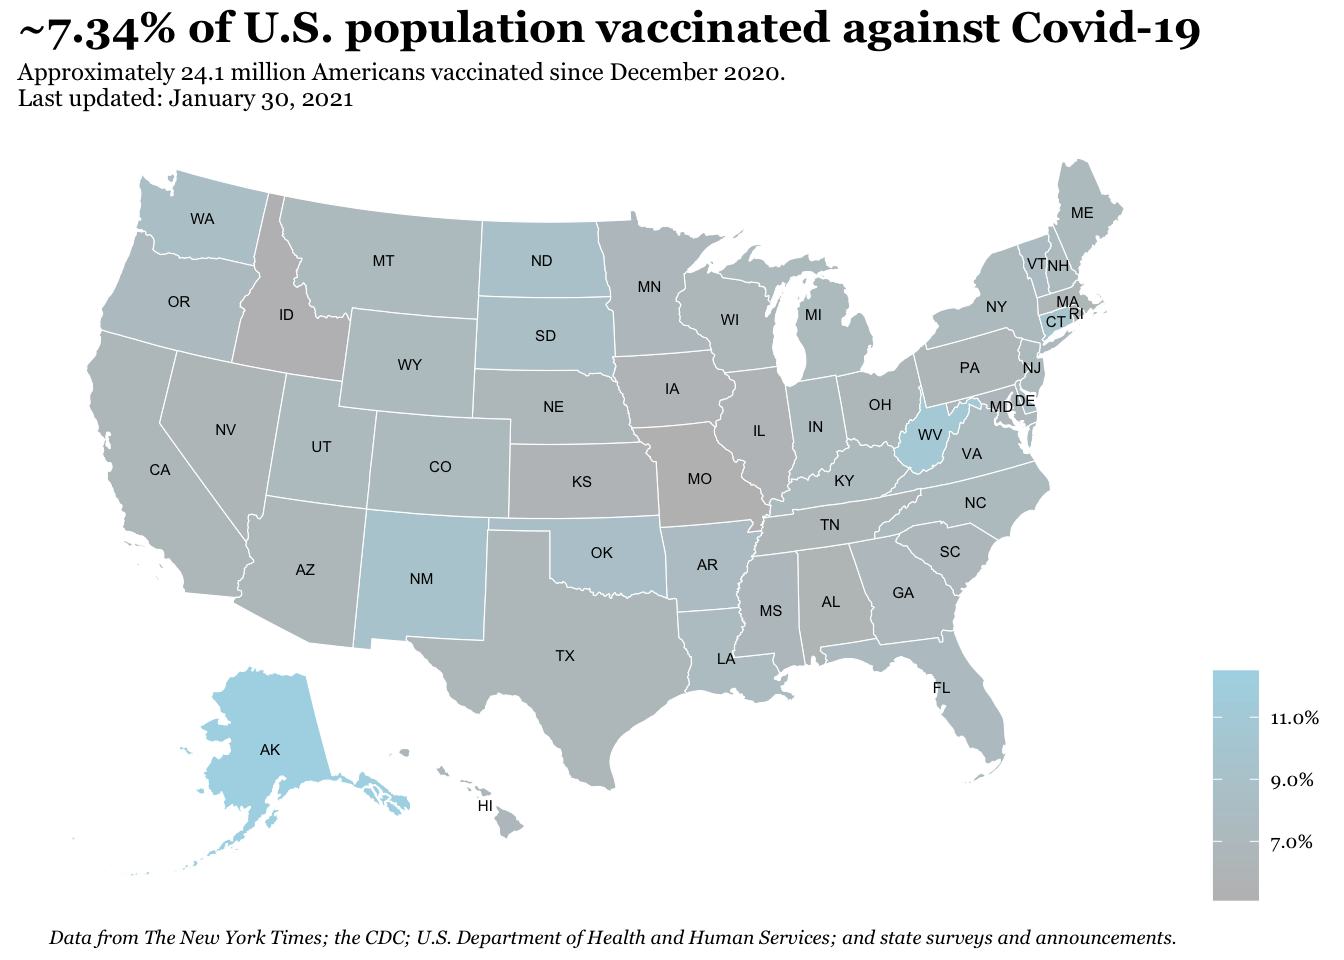 ~7.34% of U.S. population vaccinated against Covid-19
Approximately 24.1 million Americans vaccinated since December 2020.
Last updated: January 30, 2021
ME
WA
MT
ND
VT NH
MN
OR
ID
SD
WI
MI
NY
MA
CT RI
WY
IA
PA
NJ
NE
OH
MD DE
NV
UT
CO
IL
IN
WV
VA
CA
KS
MO
KY
NC
TN
AZ
NM
OK
AR
SC
MS
AL
GA
TX
LA
FL
AK
HI
11.0%
9.0%
7.0%
Data from The New York Times; the CDC; U.S. Department of Health and Human Services; and state surveys and announcements.